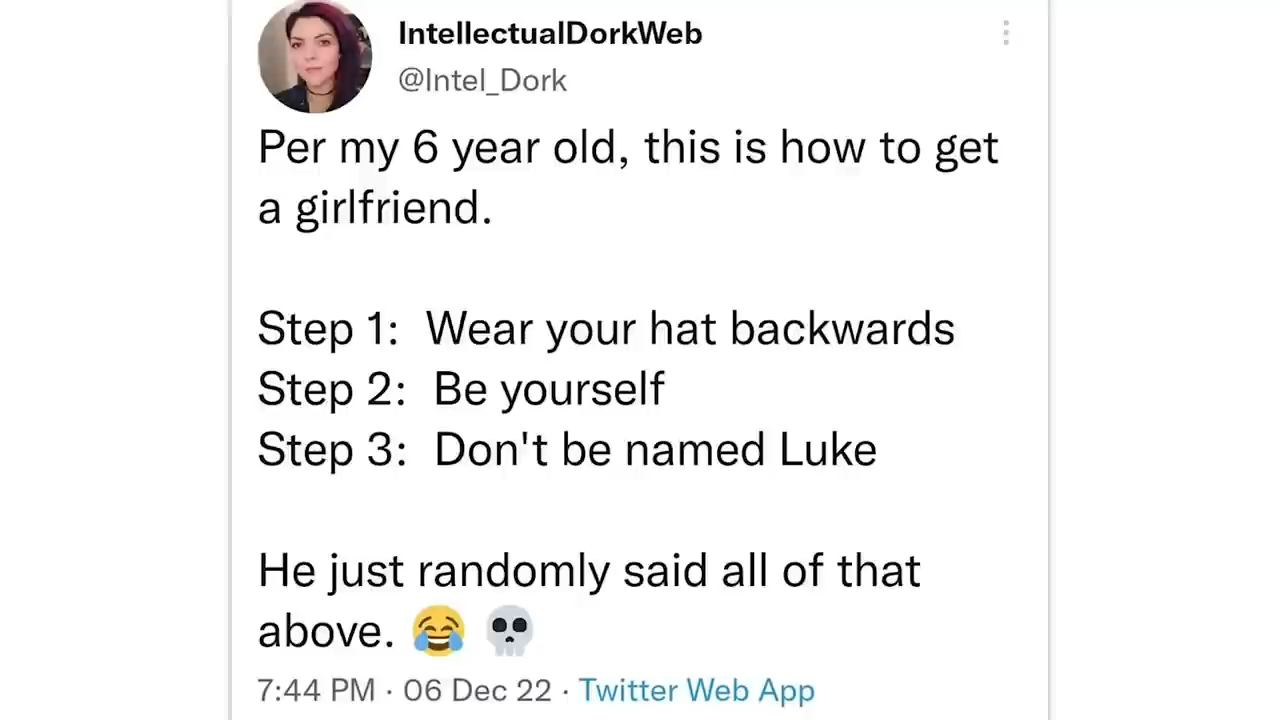 IntellectualDorkWeb
@Intel_Dork
Per my 6 year old, this is how to get
a girlfriend.
Step 1: Wear your hat backwards
Step 2: Be yourself
Step 3: Don't be named Luke
He just randomly said all of that
above. 😂 💀
7:44 PM · 06 Dec 22 · Twitter Web App